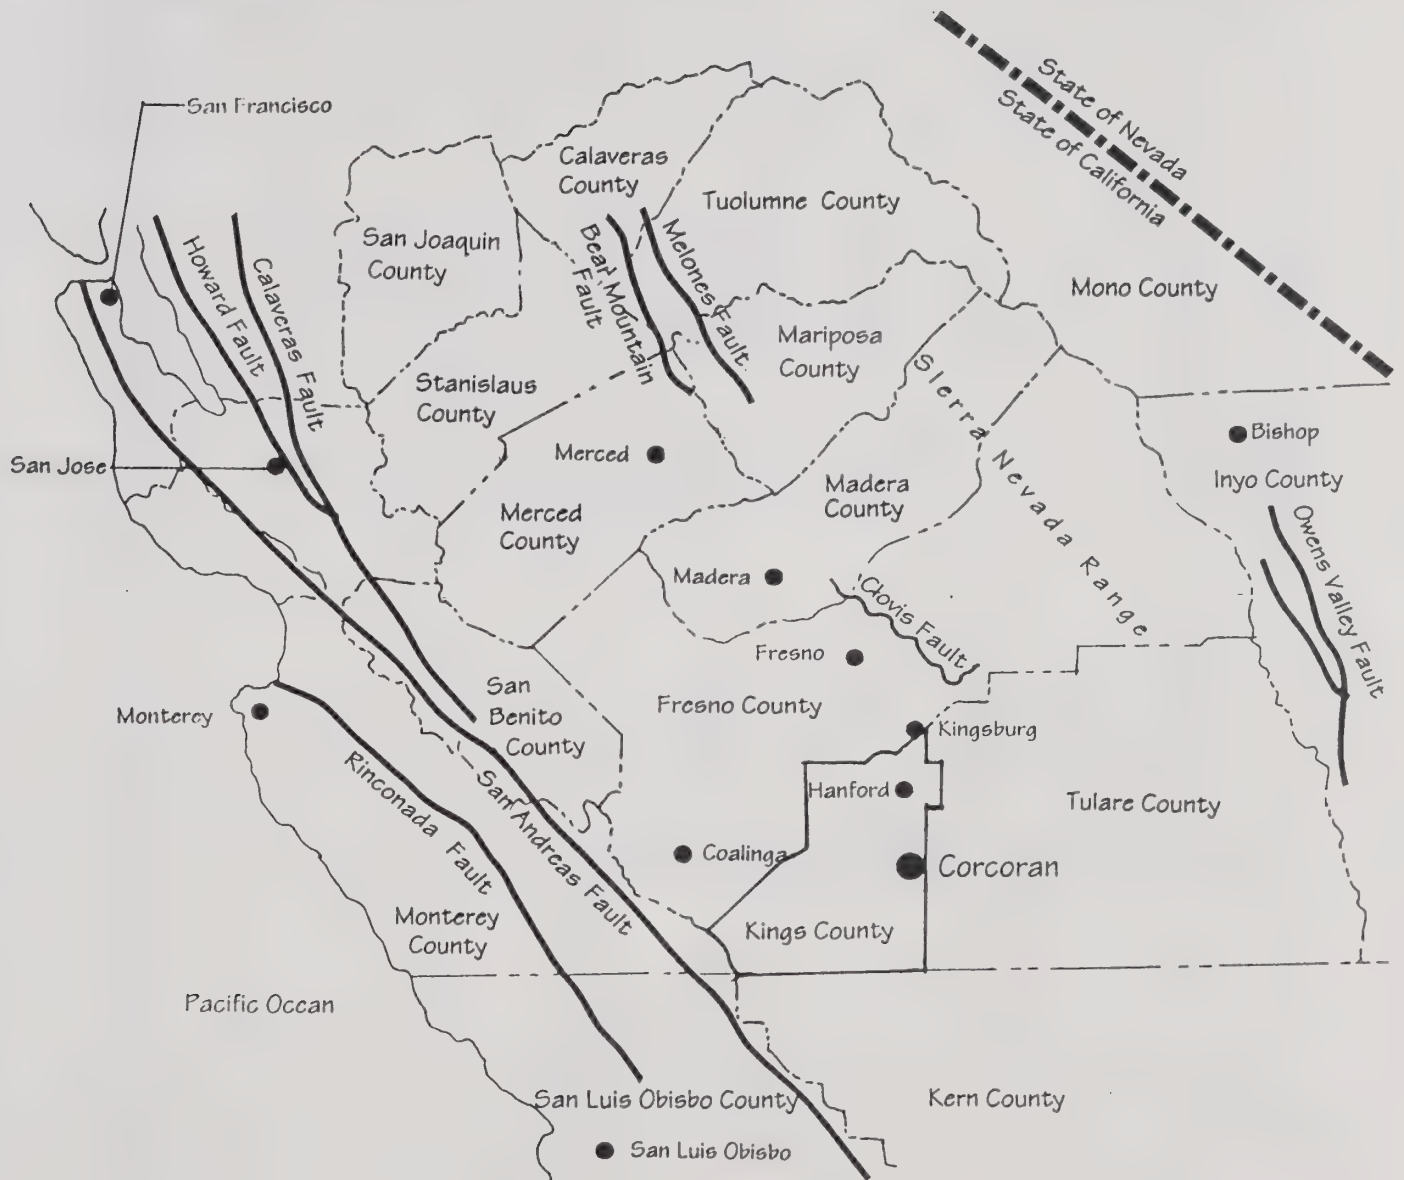 San Francisco
State of Nevada
State of California
Calaveras
County
Tuolumne County
San Joaquin
County
Howard Fault
Calaveras Fault
Bear Mountain
Fault
Melones Fault
Mono County
Mariposa
County
Stanislaus
County
Sierra Nevada Range
San Jose
Merced
Bishop
Inyo County
Madera
County
Merced
County
Owens Valley Fault
Madera
Clovis Fault
Fresno
San
Benito
County
Fresno County
Monterey
Kingsburg
Rinconada Fault
San Andreas Fault
Hanford
Tulare County
Coalinga
Corcoran
Monterey
County
Kings County
Pacific Occan
San Luis Obisbo County
Kern County
San Luis Obisbo